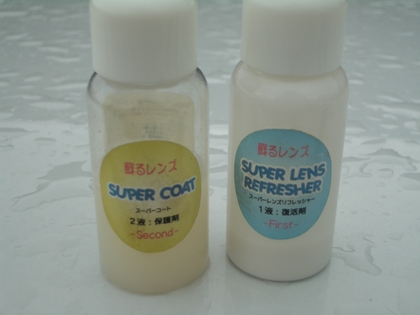 蘇るレンズ
SUPER COAT
スーパーコート
2液：保護剤
-Second-
蘇るレンズ
SUPER LENS
REFRESHER
スーパーレンズリフレッシャー
1液：復活剤
-First-